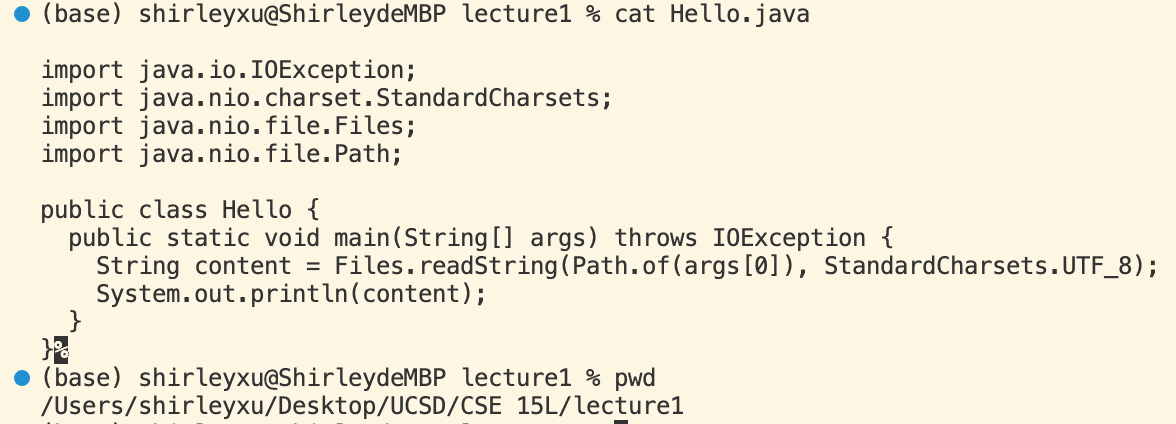 (base) shirleyxu@ShirleydeMBP lecture1 % cat Hello.java
import java.io.IOException;
import java.nio.charset.StandardCharsets;
import java.nio.file.Files;
import java.nio.file.Path;
public class Hello {
  public static void main(String[] args) throws IOException {
    String content = Files.readString(Path.of(args[0]), StandardCharsets.UTF_8);
    System.out.println(content);
  }
}%
(base) shirleyxu@ShirleydeMBP lecture1 % pwd
/Users/shirleyxu/Desktop/UCSD/CSE 15L/lecture1